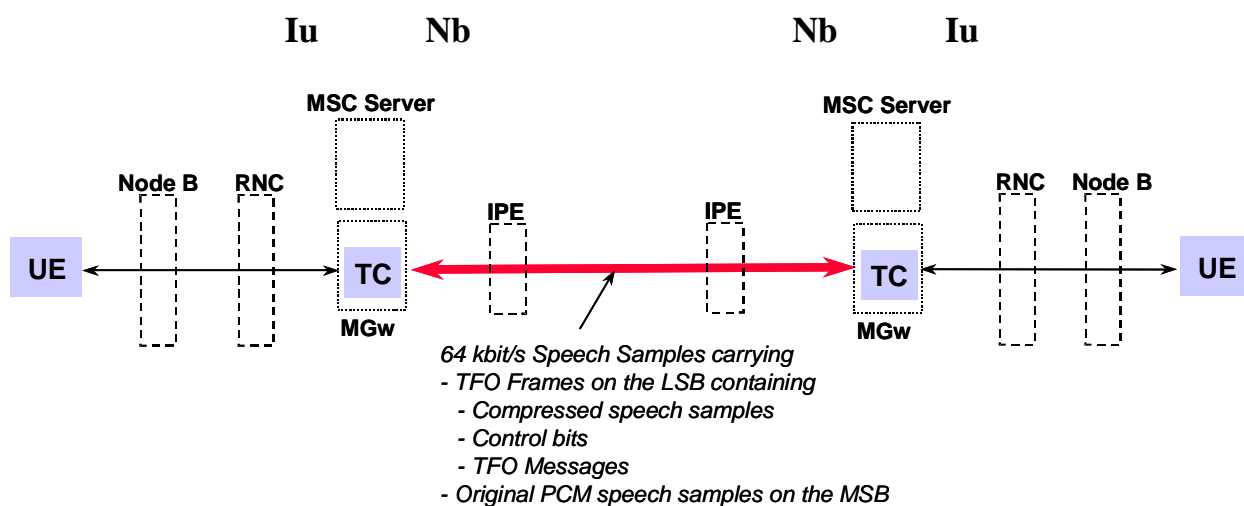 Iu Nb Nb Iu
MSC Server MSC Server
Node B RNC IPE IPE RNC Node B
UE TC TC UE
MGw MGw
64 kbit/s Speech Samples carrying
- TFO Frames on the LSB containing
- Compressed speech samples
- Control bits
- TFO Messages
- Original PCM speech samples on the MSB